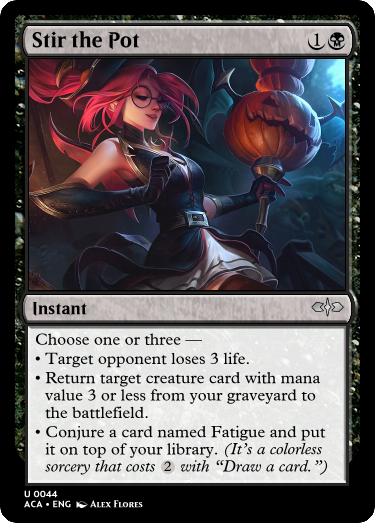 Stir the Pot 1
Instant
Choose one or three —
• Target opponent loses 3 life.
• Return target creature card with mana
value 3 or less from your graveyard to
the battlefield.
• Conjure a card named Fatigue and put
it on top of your library. (It's a colorless
sorcery that costs 2 with “Draw a card.”)
U 0044
ACA • ENG Alex Flores